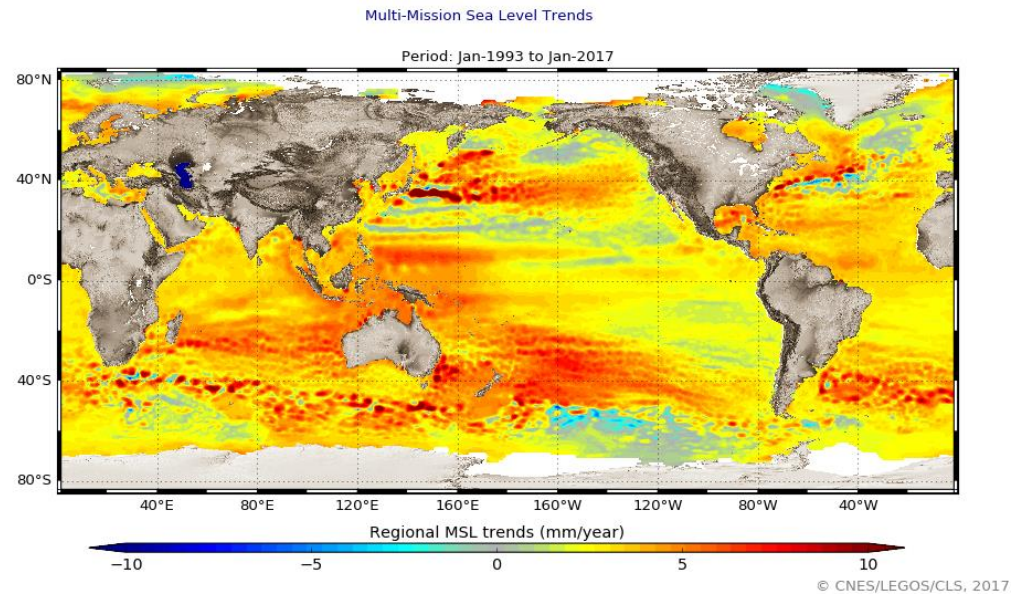 Multi-Mission Sea Level Trends
Period: Jan-1993 to Jan-2017
80°N
40°N
0°S
40°S
80°S
40°E 80°E 120°E 160°E 160°W 120°W 80°W 40°W
Regional MSL trends (mm/year)
−10 −5 0 5 10
© CNES/LEGOS/CLS, 2017